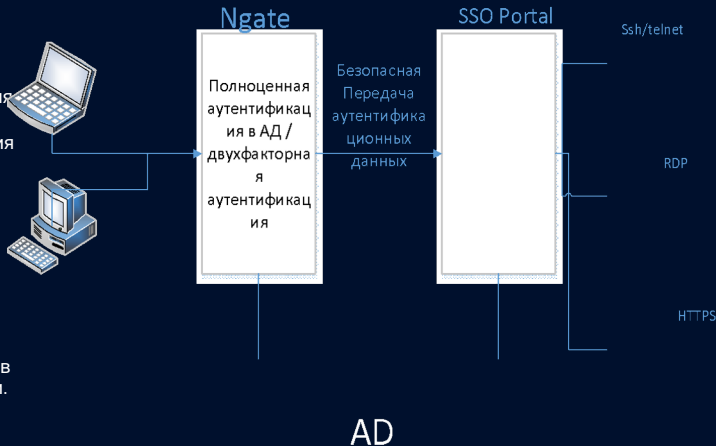 Ngate
SSO Portal
Ssh/telnet
Полноценная
аутентификац
ия в АД /
двухфакторна
я
аутентификац
ия
Безопасная
Передача
аутентифика
ционных
данных
RDP
HTTPS
ия
в
AD